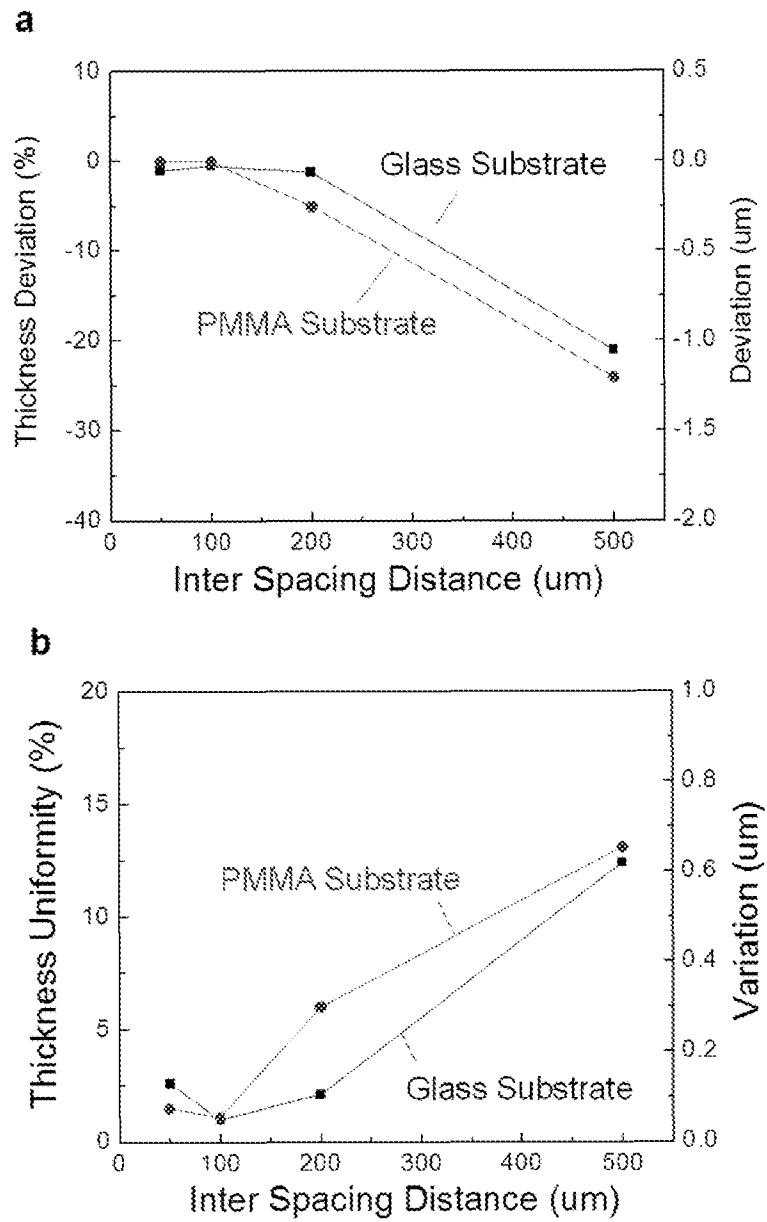 a
10
0
-10
-20
-30
-40
0.5
0.0
-0.5
-1.0
-1.5
-2.0
Thickness Deviation (%)
Deviation (um)
Glass Substrate
PMMA Substrate
0 100 200 300 400 500
Inter Spacing Distance (um)
b
20
15
10
5
0
1.0
0.8
0.6
0.4
0.2
0.0
Thickness Uniformity (%)
Variation (um)
PMMA Substrate
Glass Substrate
0 100 200 300 400 500
Inter Spacing Distance (um)